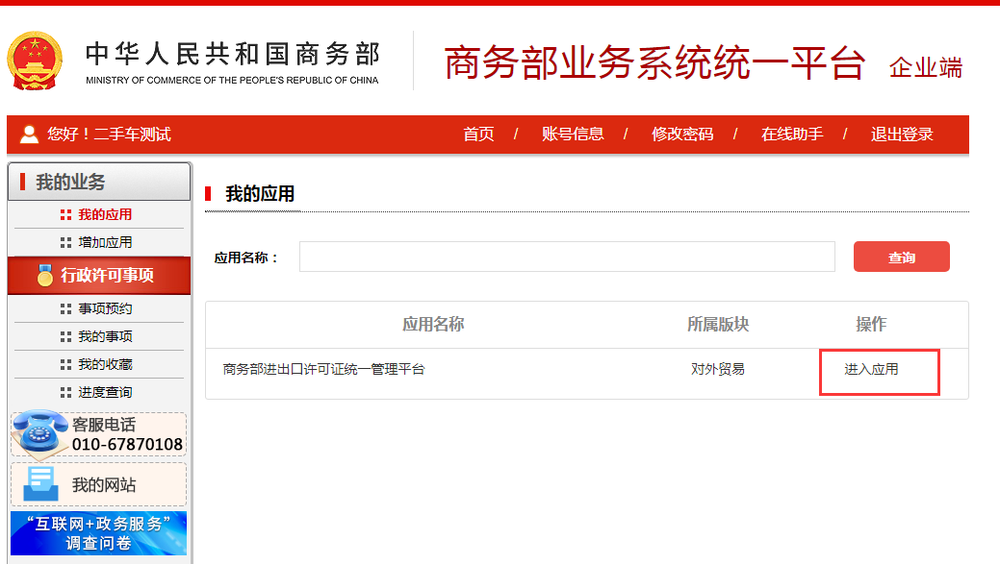 中华人民共和国商务部
MINISTRY OF COMMERCE OF THE PEOPLE'S REPUBLIC OF CHINA
商务部业务系统统一平台 企业端
您好！二手车测试
首页 / 账号信息 / 修改密码 / 在线助手 / 退出登录
我的业务
我的应用
增加应用
行政许可事项
事项预约
我的事项
我的收藏
进度查询
客服电话
010-67870108
我的网站
“互联网+政务服务”
调查问卷
我的应用
应用名称：
查询
应用名称 所属版块 操作
商务部进出口许可证统一管理平台 对外贸易 进入应用